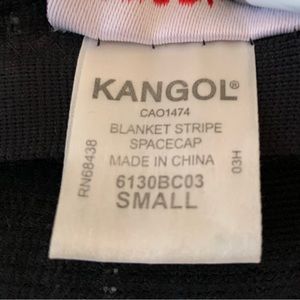 KANGOL®
CAO1474
BLANKET STRIPE
SPACECAP
MADE IN CHINA
6130BC03
SMALL
RN68438
03H